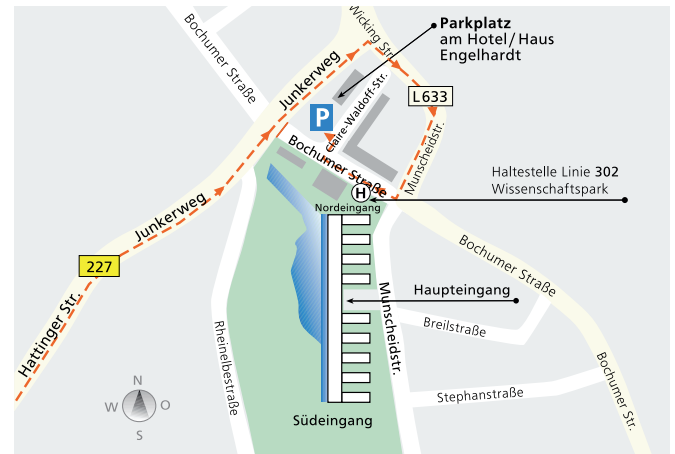 Wicking Str.
Parkplatz
am Hotel/Haus
Engelhardt
Bochumer Straße
Junkerweg
L633
P
Claire-Waldoff-Str.
Munscheidstr.
Bochumer Straße
Haltestelle Linie 302
Wissenschaftspark
H
Nordeingang
Junkerweg
227
Bochumer Straße
Haupteingang
Hattinger Str.
Munscheidstr.
Breilstraße
Rheinelbestraße
Bochumer Str.
Stephanstraße
N
W O
S
Südeingang